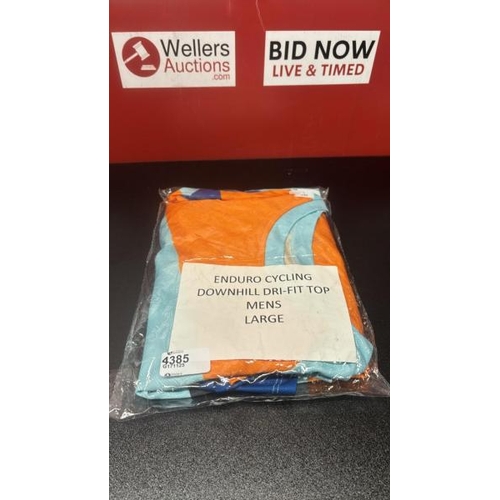 Wellers
Auctions
.com
BID NOW
LIVE & TIMED
ENDURO CYCLING
DOWNHILL DRI-FIT TOP
MENS
LARGE
4385